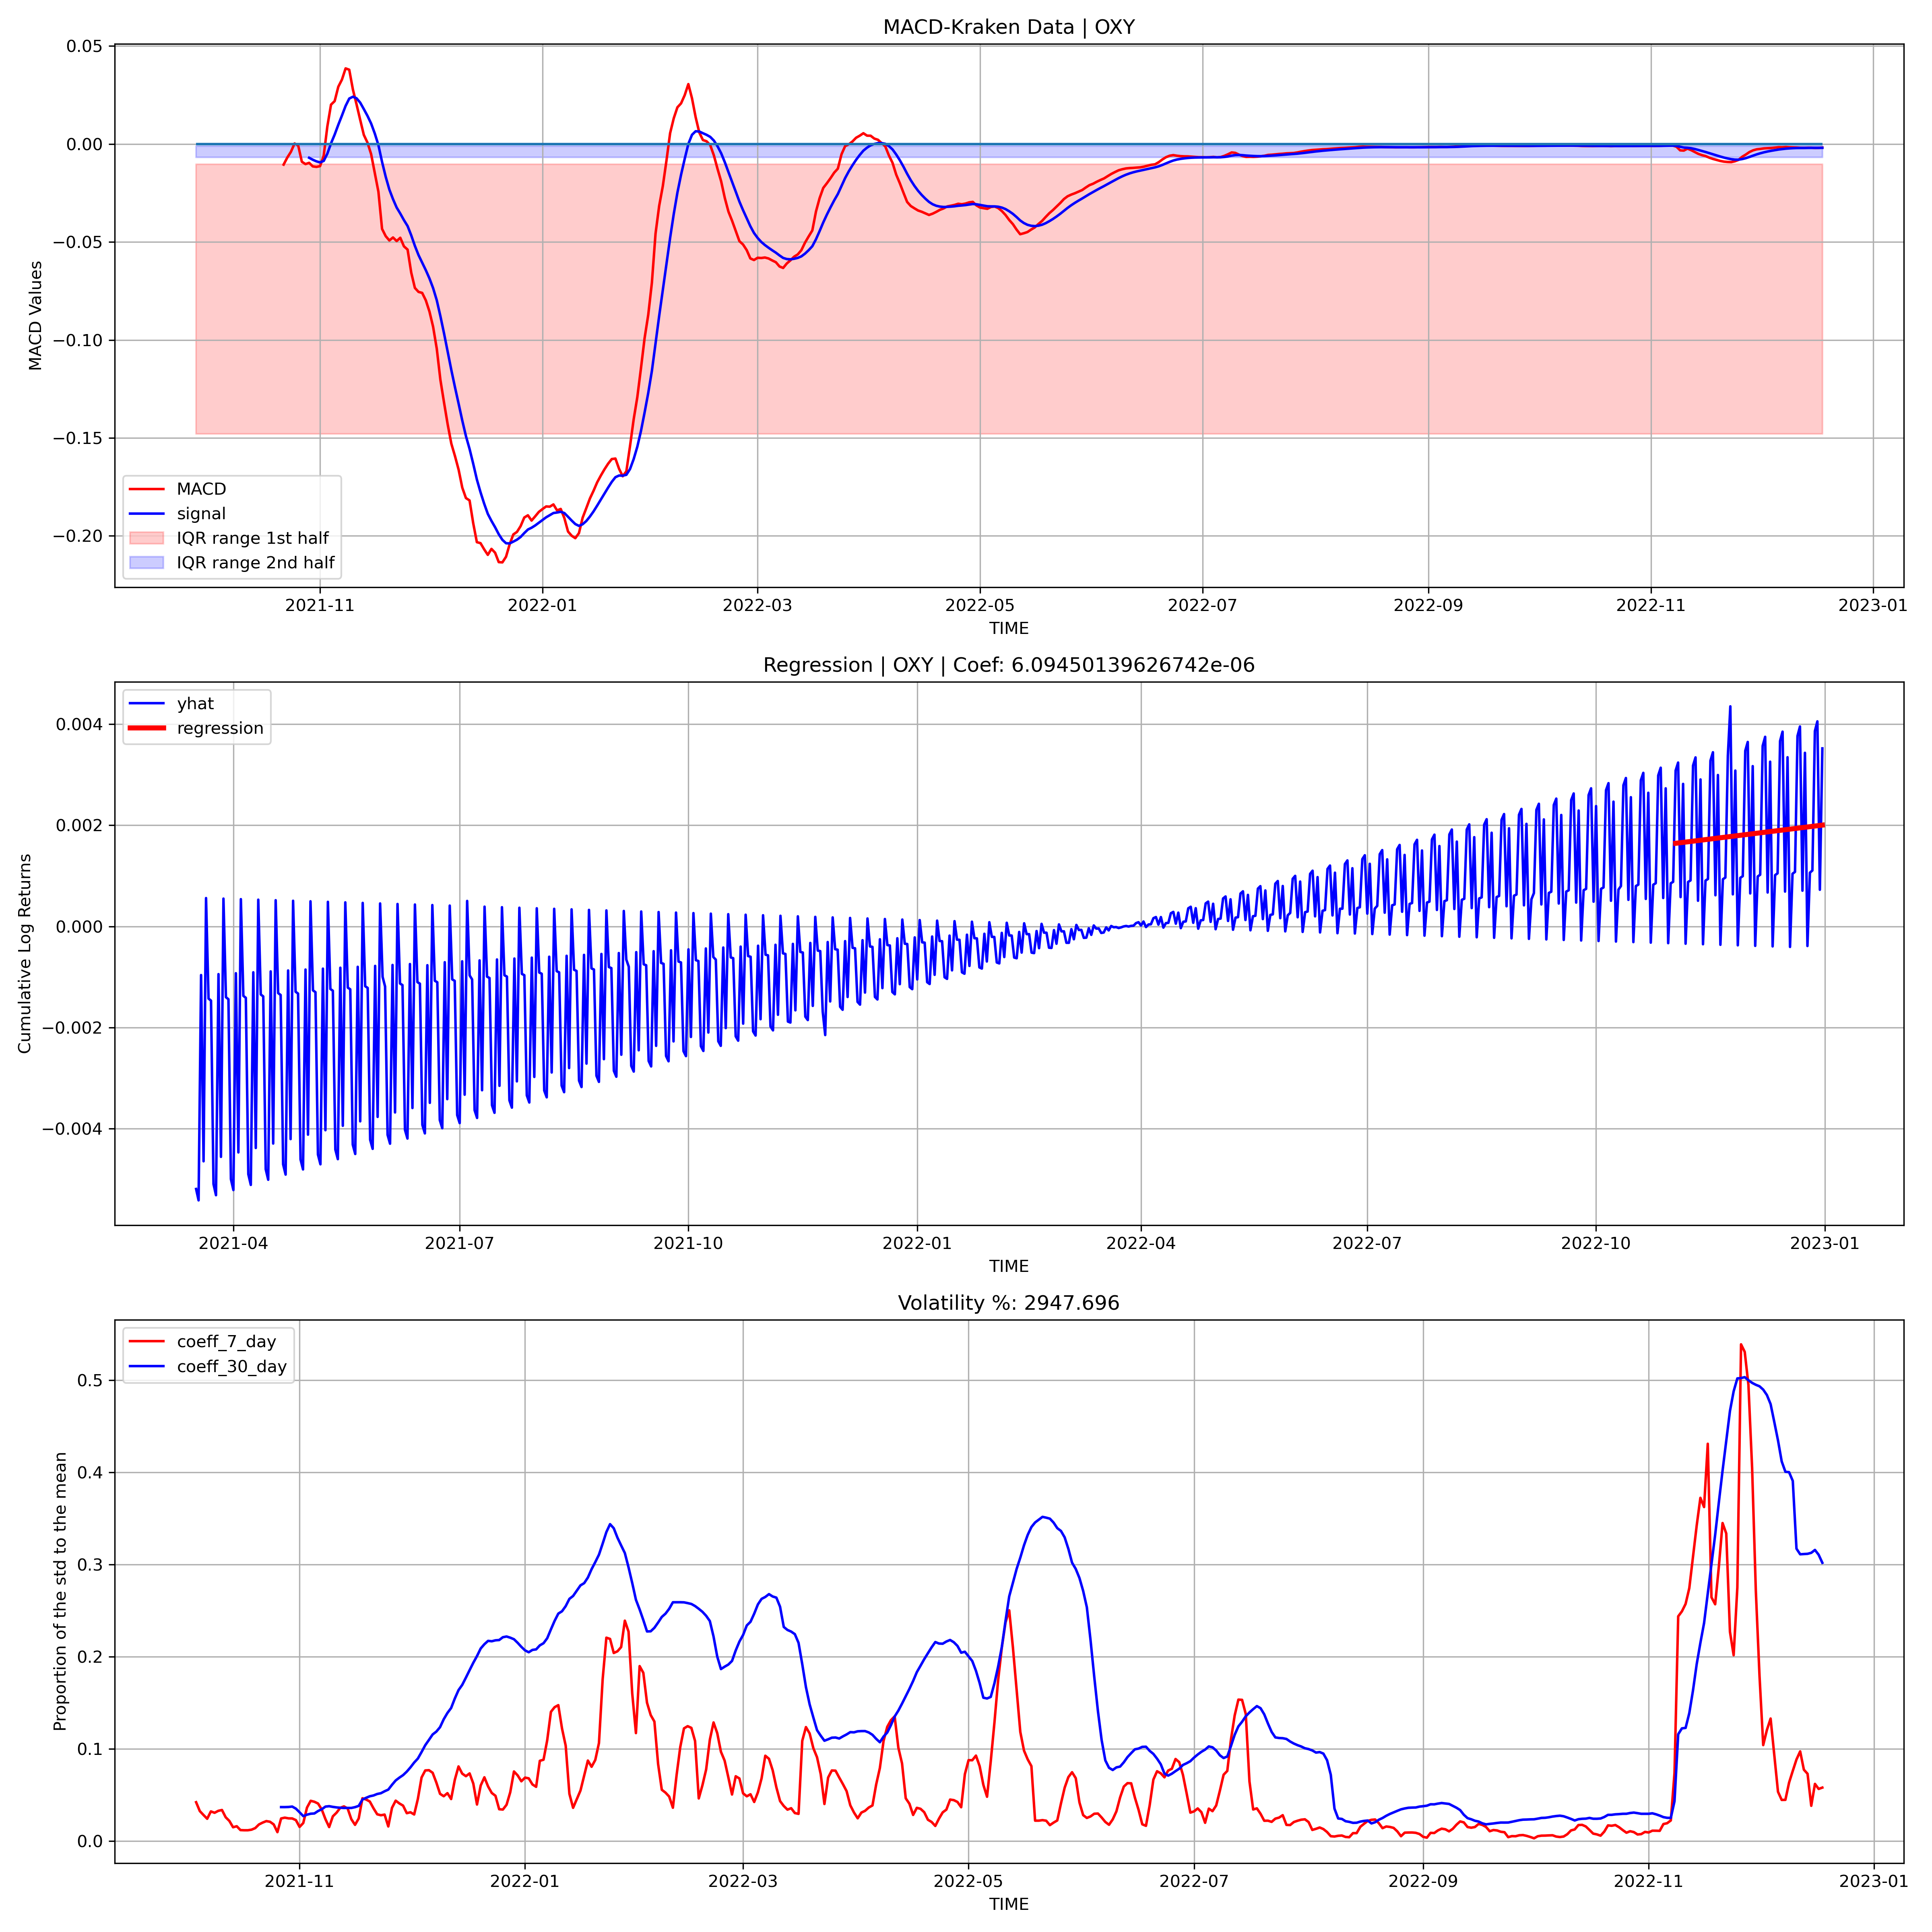 MACD-Kraken Data | OXY
0.05
0.00
−0.05
−0.10
−0.15
−0.20
MACD Values
MACD
signal
IQR range 1st half
IQR range 2nd half
2021-11
2022-01
2022-03
2022-05
2022-07
2022-09
2022-11
2023-01
TIME
Regression | OXY | Coef: 6.09450139626742e-06
yhat
regression
0.004
0.002
0.000
−0.002
−0.004
Cumulative Log Returns
2021-04
2021-07
2021-10
2022-01
2022-04
2022-07
2022-10
2023-01
TIME
Volatility %: 2947.696
coeff_7_day
coeff_30_day
0.5
0.4
0.3
0.2
0.1
0.0
Proportion of the std to the mean
2021-11
2022-01
2022-03
2022-05
2022-07
2022-09
2022-11
2023-01
TIME